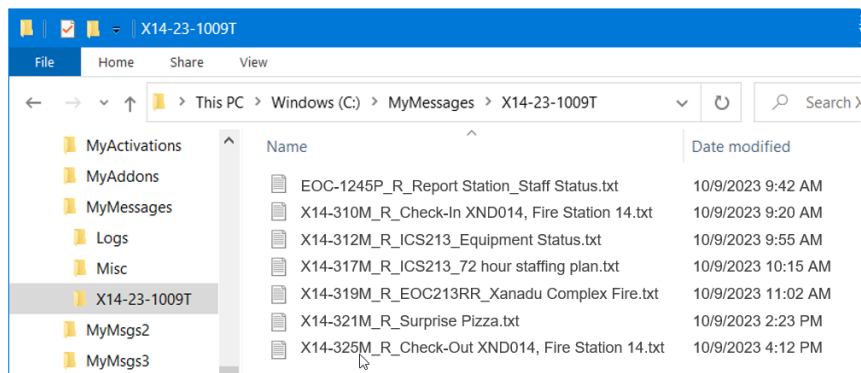 X14-23-1009T
File Home Share View
This PC > Windows (C:) > MyMessages > X14-23-1009T Search
MyActivations
MyAddons
MyMessages
Logs
Misc
X14-23-1009T
MyMsgs2
MyMsgs3
Name Date modified
EOC-1245P_R_Report Station_Staff Status.txt 10/9/2023 9:42 AM
X14-310M_R_Check-In XND014, Fire Station 14.txt 10/9/2023 9:20 AM
X14-312M_R_ICS213_Equipment Status.txt 10/9/2023 9:55 AM
X14-317M_R_ICS213_72 hour staffing plan.txt 10/9/2023 10:15 AM
X14-319M_R_EOC213RR_Xanadu Complex Fire.txt 10/9/2023 11:02 AM
X14-321M_R_Surprise Pizza.txt 10/9/2023 2:23 PM
X14-325M_R_Check-Out XND014, Fire Station 14.txt 10/9/2023 4:12 PM